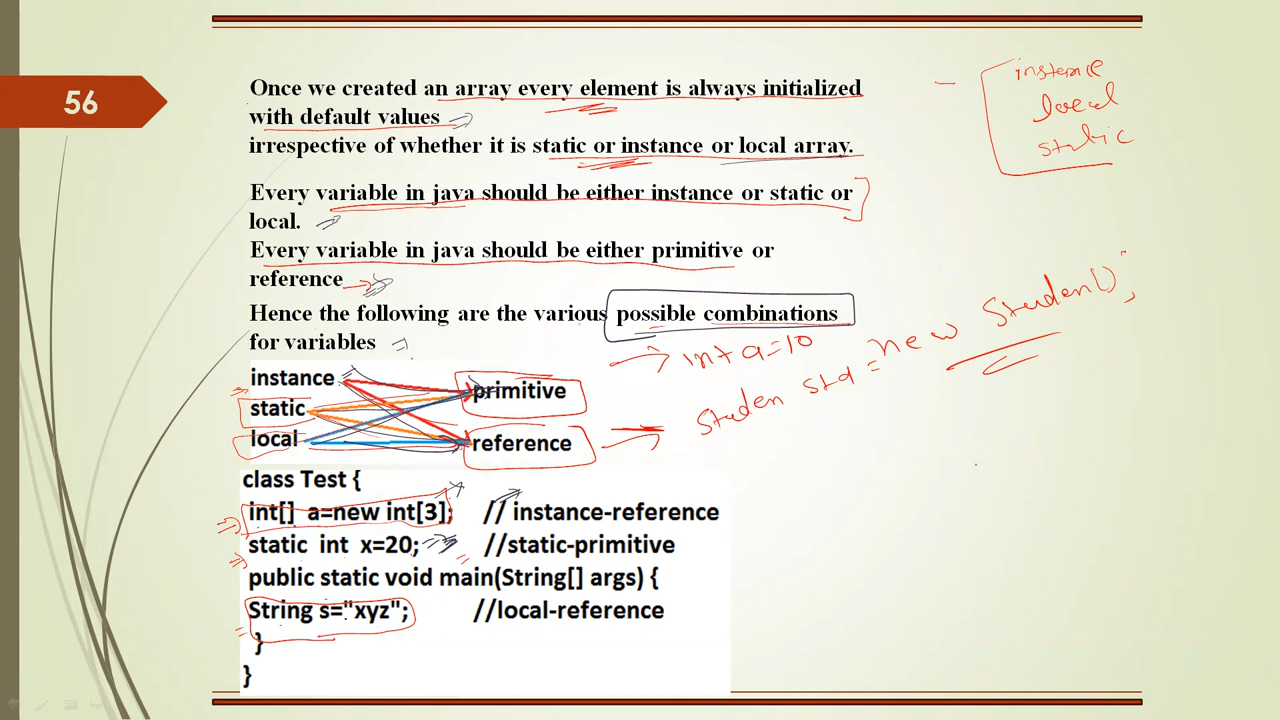 56
Once we created an array every element is always initialized
with default values
irrespective of whether it is static or instance or local array.
Every variable in java should be either instance or static or
local.
Every variable in java should be either primitive or
reference
Hence the following are the various possible combinations
for variables
instance
static
local
primitive
reference
class Test {
int[] a=new int[3]; // instance-reference
static int x=20; //static-primitive
public static void main(String[] args) {
String s="xyz"; //local-reference
}
}
instance
local
static
int a=10
Studen std = new Studen();